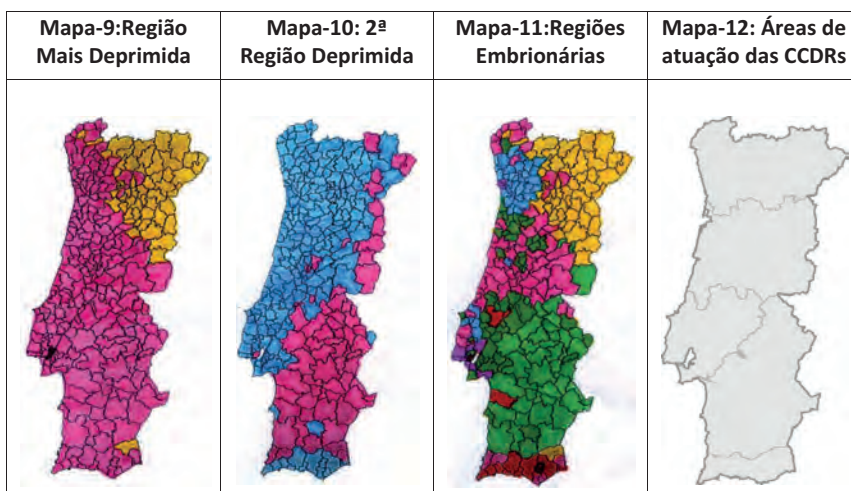 Mapa-9:Região
Mais Deprimida
Mapa-10: 2ª
Região Deprimida
Mapa-11:Regiões
Embrionárias
Mapa-12: Áreas de
atuação das CCDRs